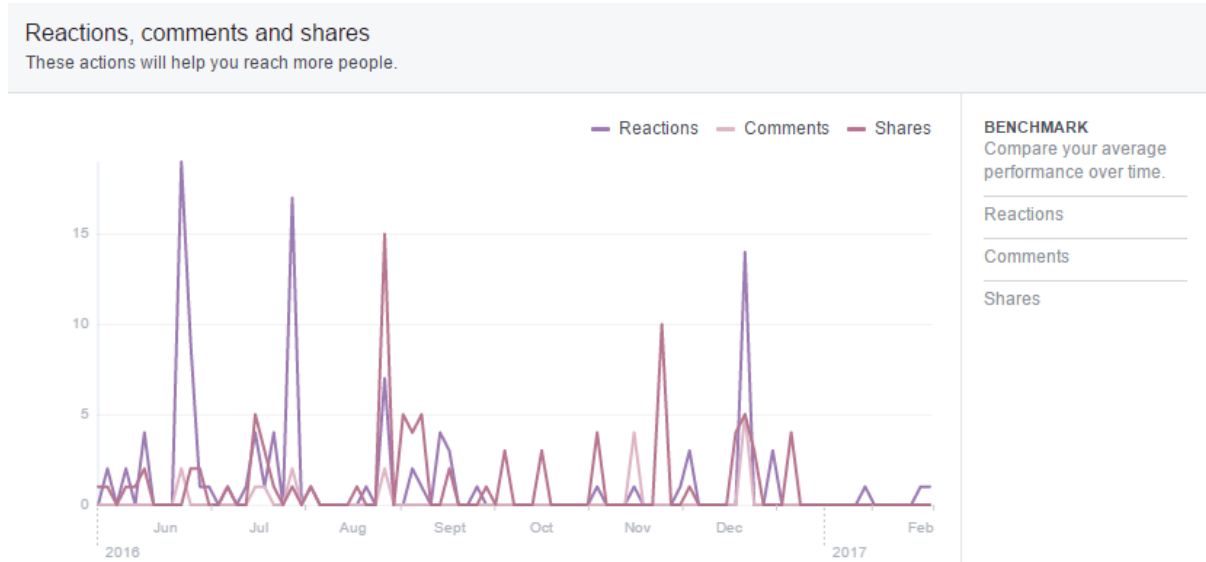 Reactions, comments and shares
These actions will help you reach more people.
Reactions Comments Shares
BENCHMARK
Compare your average
performance over time.
Reactions
Comments
Shares
15
10
5
0
Jun Jul Aug Sept Oct Nov Dec Feb
2016 2017